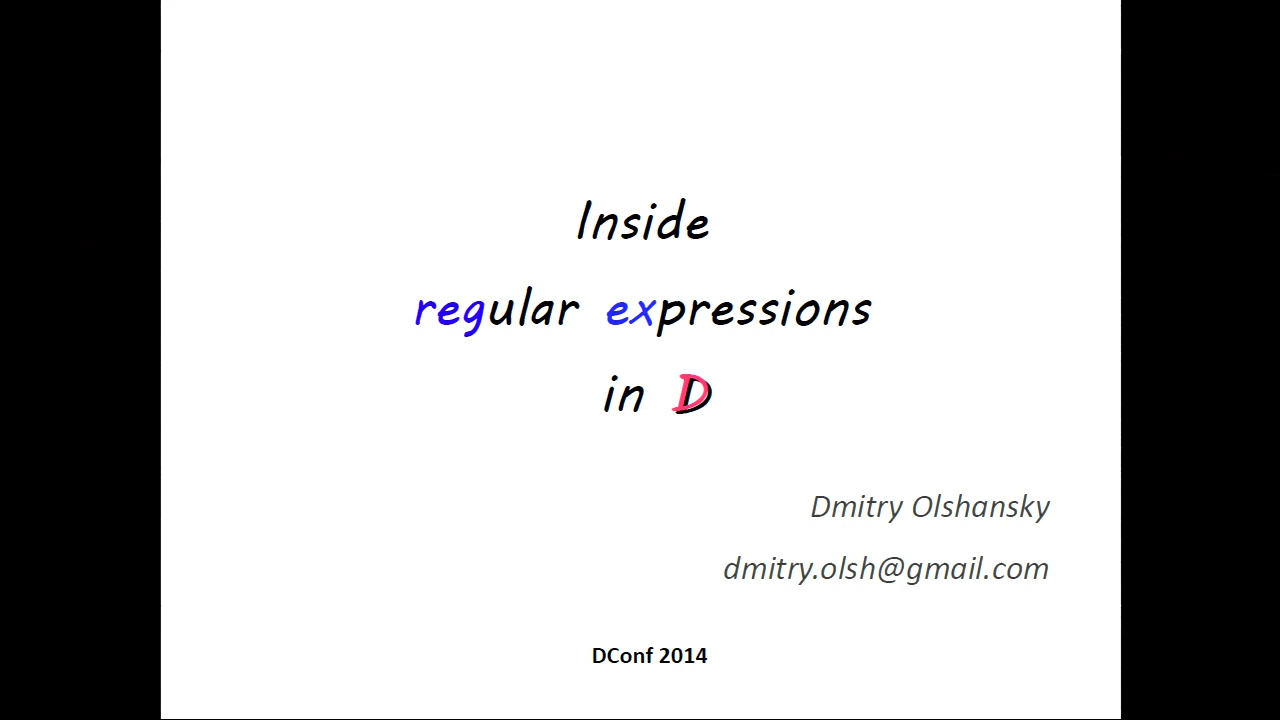 Inside
regular expressions
in D
Dmitry Olshansky
dmitry.olsh@gmail.com
DConf 2014